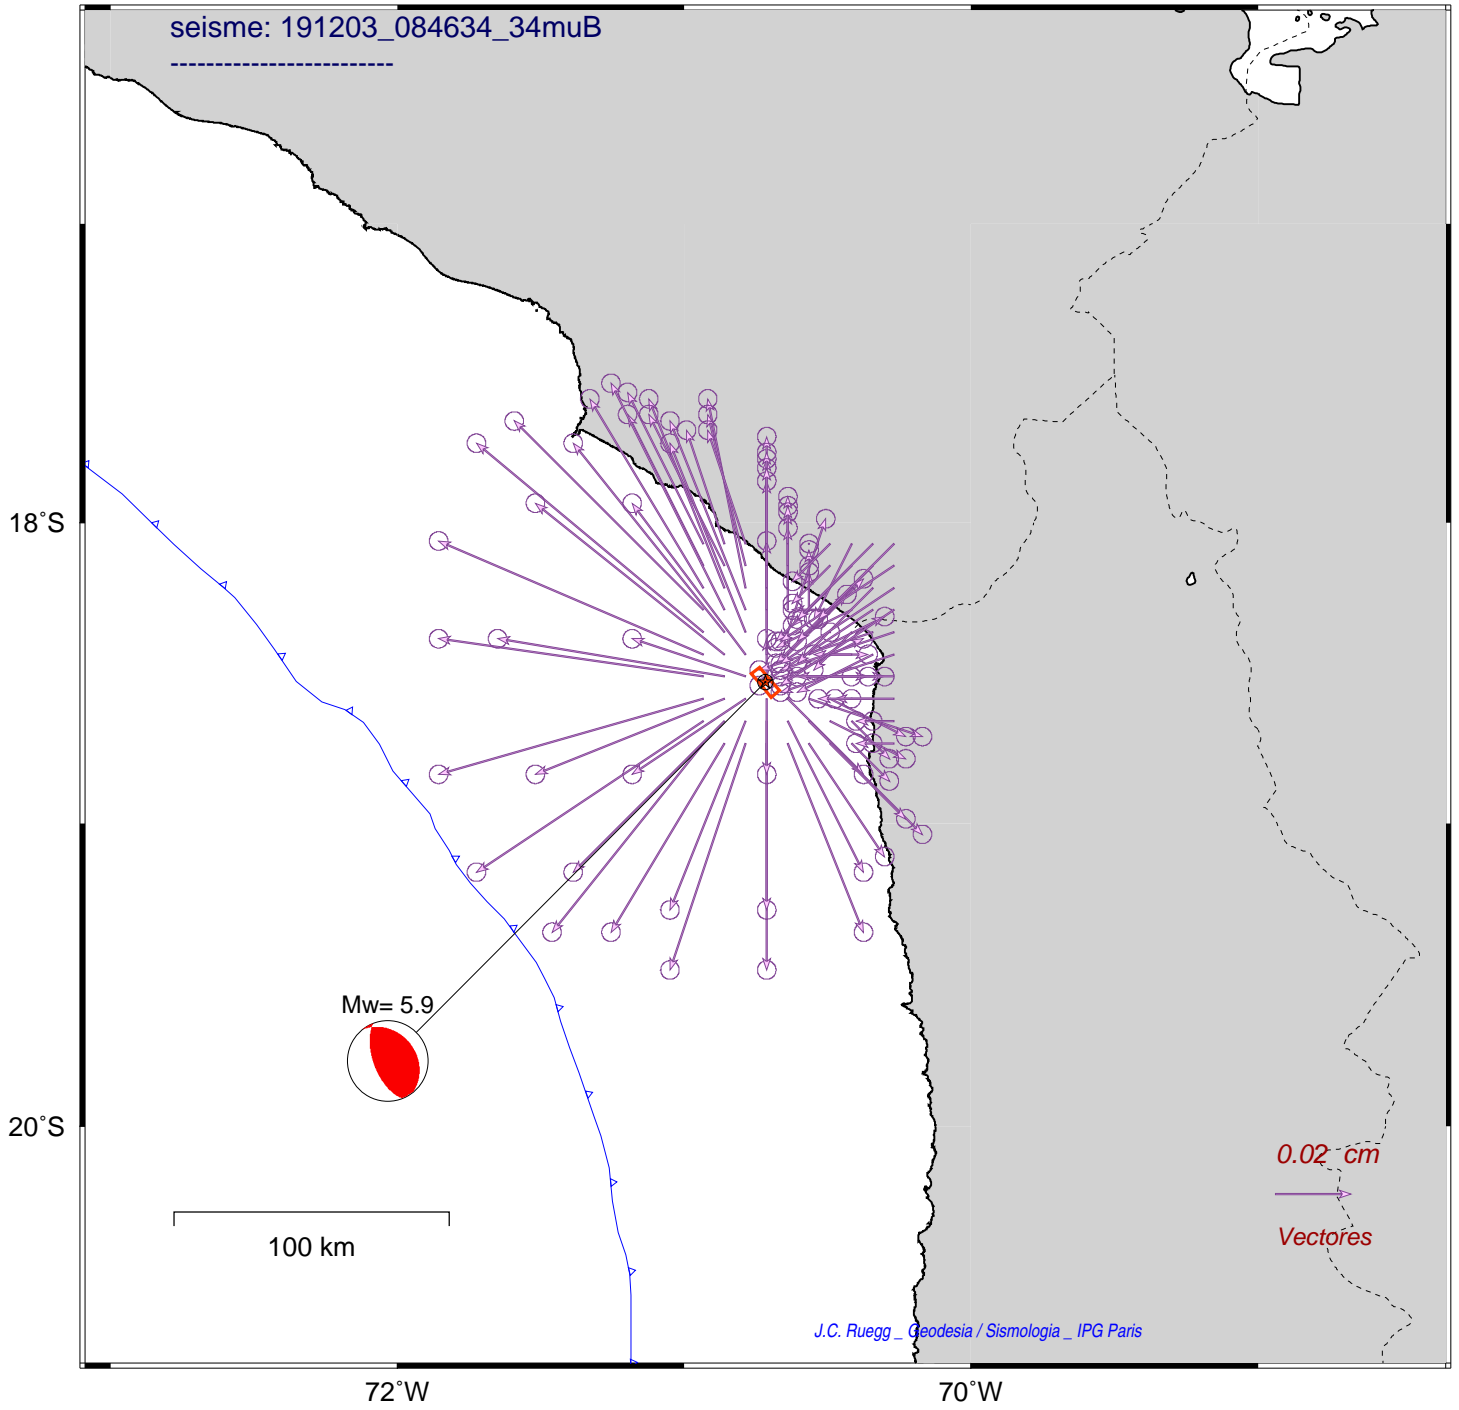 seisme: 191203_084634_34muB
-------------------------
18˚S
Mw= 5.9
20˚S
0.02 cm
100 km
Vectores
J.C. Ruegg _ Geodesia / Sismologia _ IPG Paris
72˚W
70˚W